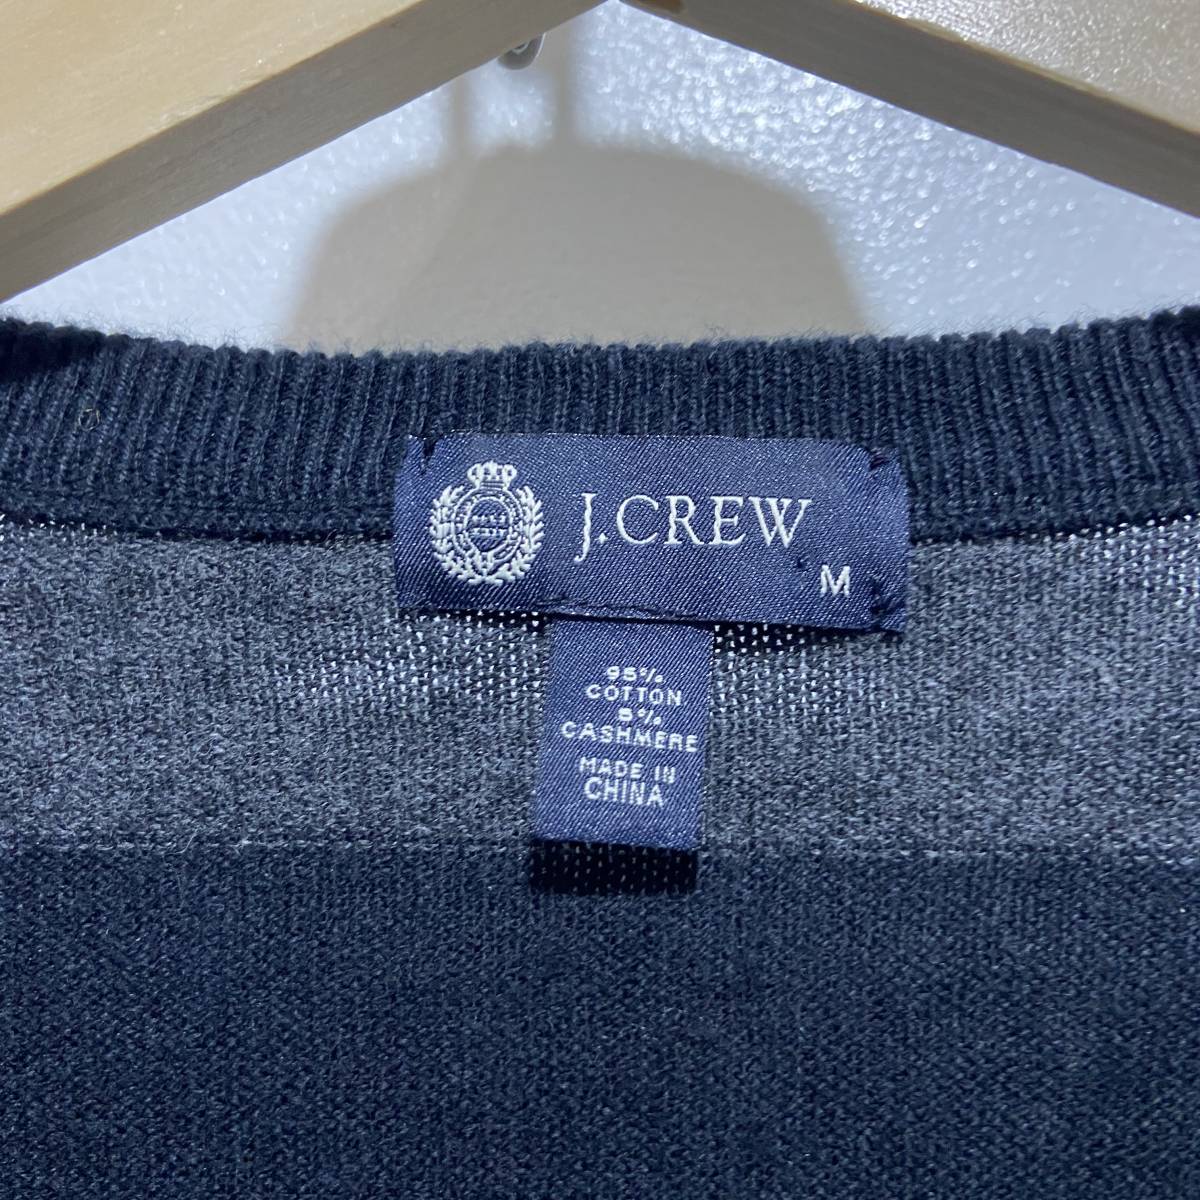 J.CREW
M
95%
COTTON
5%
CASHMERE
MADE IN
CHINA